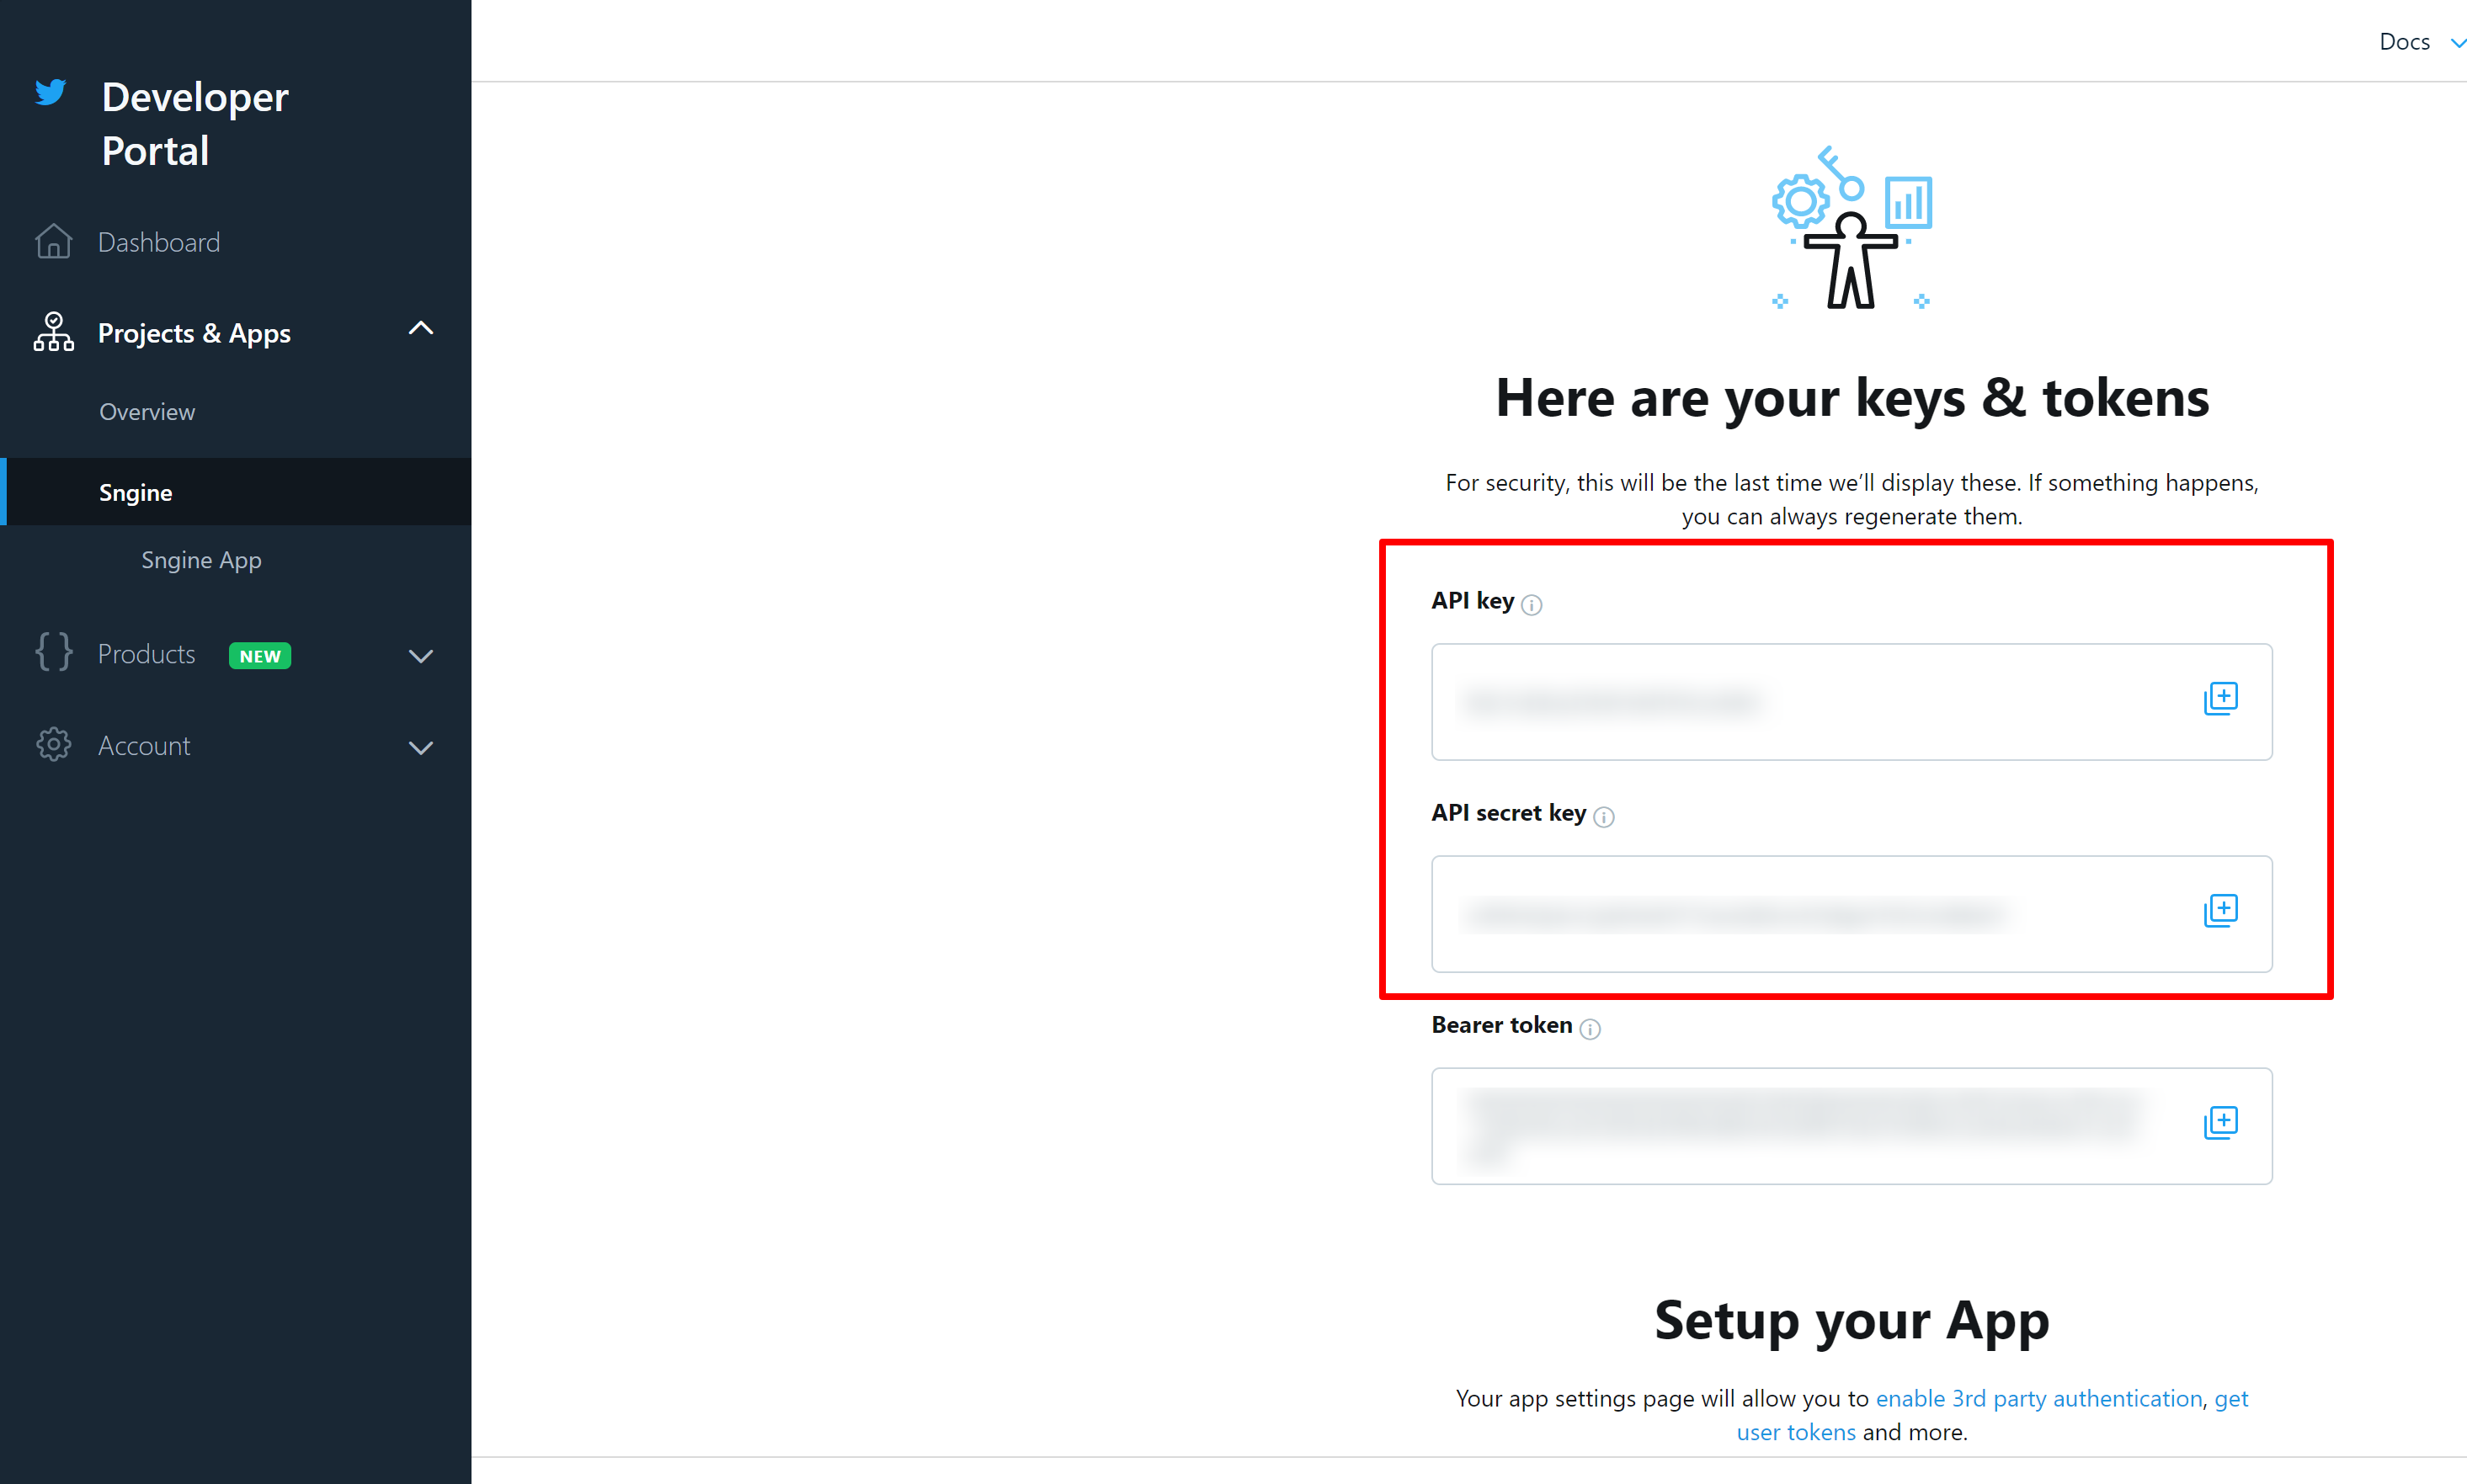 Developer
Portal
Dashboard
Projects & Apps
Overview
Sngine
Sngine App
Products NEW
Account
Docs
Here are your keys & tokens
For security, this will be the last time we’ll display these. If something happens,
you can always regenerate them.
API key
API secret key
Bearer token
Setup your App
Your app settings page will allow you to enable 3rd party authentication, get
user tokens and more.